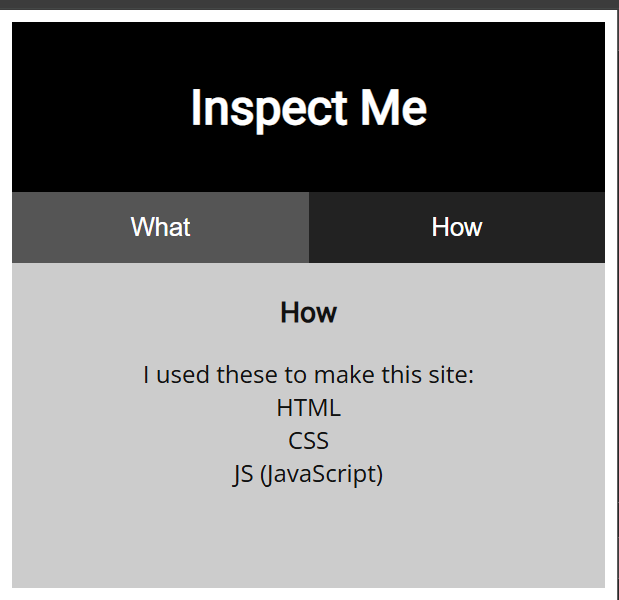 Inspect Me
What
How
How
I used these to make this site:
HTML
CSS
JS (JavaScript)